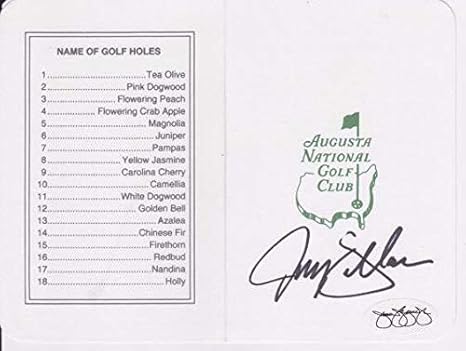 NAME OF GOLF HOLES
1..............................Tea Olive
2..............................Pink Dogwood
3..............................Flowering Peach
4..............................Flowering Crab Apple
5..............................Magnolia
6..............................Juniper
7..............................Pampas
8..............................Yellow Jasmine
9..............................Carolina Cherry
10..............................Camellia
11..............................White Dogwood
12..............................Golden Bell
13..............................Azalea
14..............................Chinese Fir
15..............................Firethorn
16..............................Redbud
17..............................Nandina
18..............................Holly
AUGUSTA
NATIONAL
GOLF
CLUB